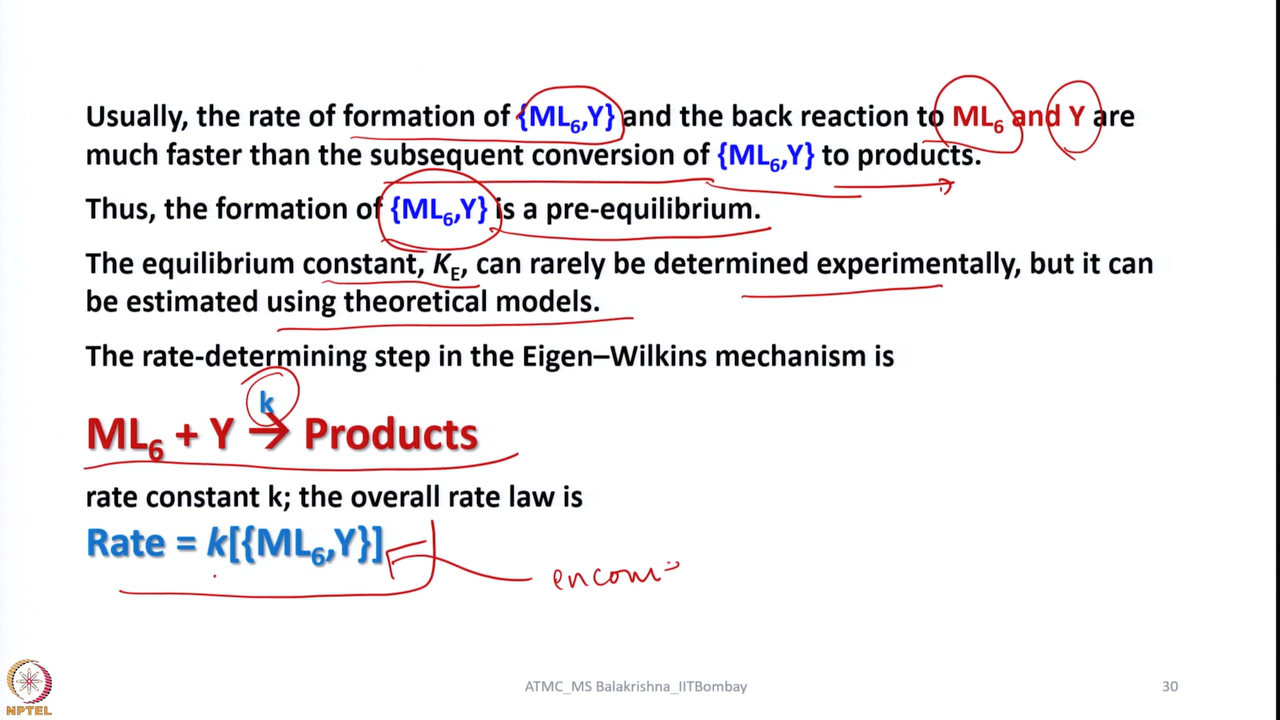 Usually, the rate of formation of {ML₆,Y} and the back reaction to ML₆ and Y are
much faster than the subsequent conversion of {ML₆,Y} to products.
Thus, the formation of {ML₆,Y} is a pre-equilibrium.
The equilibrium constant, K_E, can rarely be determined experimentally, but it can
be estimated using theoretical models.
The rate-determining step in the Eigen–Wilkins mechanism is
k
ML₆ + Y → Products
rate constant k; the overall rate law is
Rate = k[{ML₆,Y}]
encom
NPTEL
ATMC_MS Balakrishna_IITBombay
30